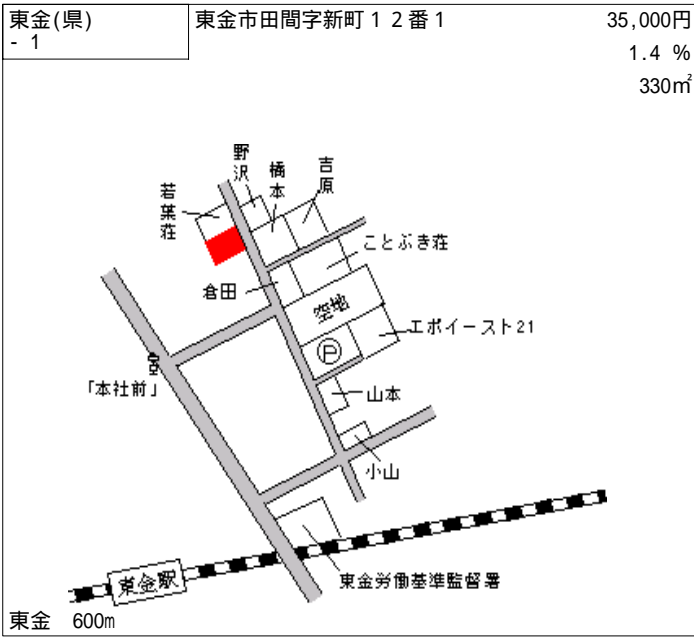 東金(県)
- 1
東金市田間字新町１２番1
35,000円
1.4 %
330㎡
野沢
橋本
吉原
若葉荘
ことぶき荘
倉田
空地
エポイースト21
P
「本社前」
山本
小山
東金駅
東金労働基準監督署
東金 600m